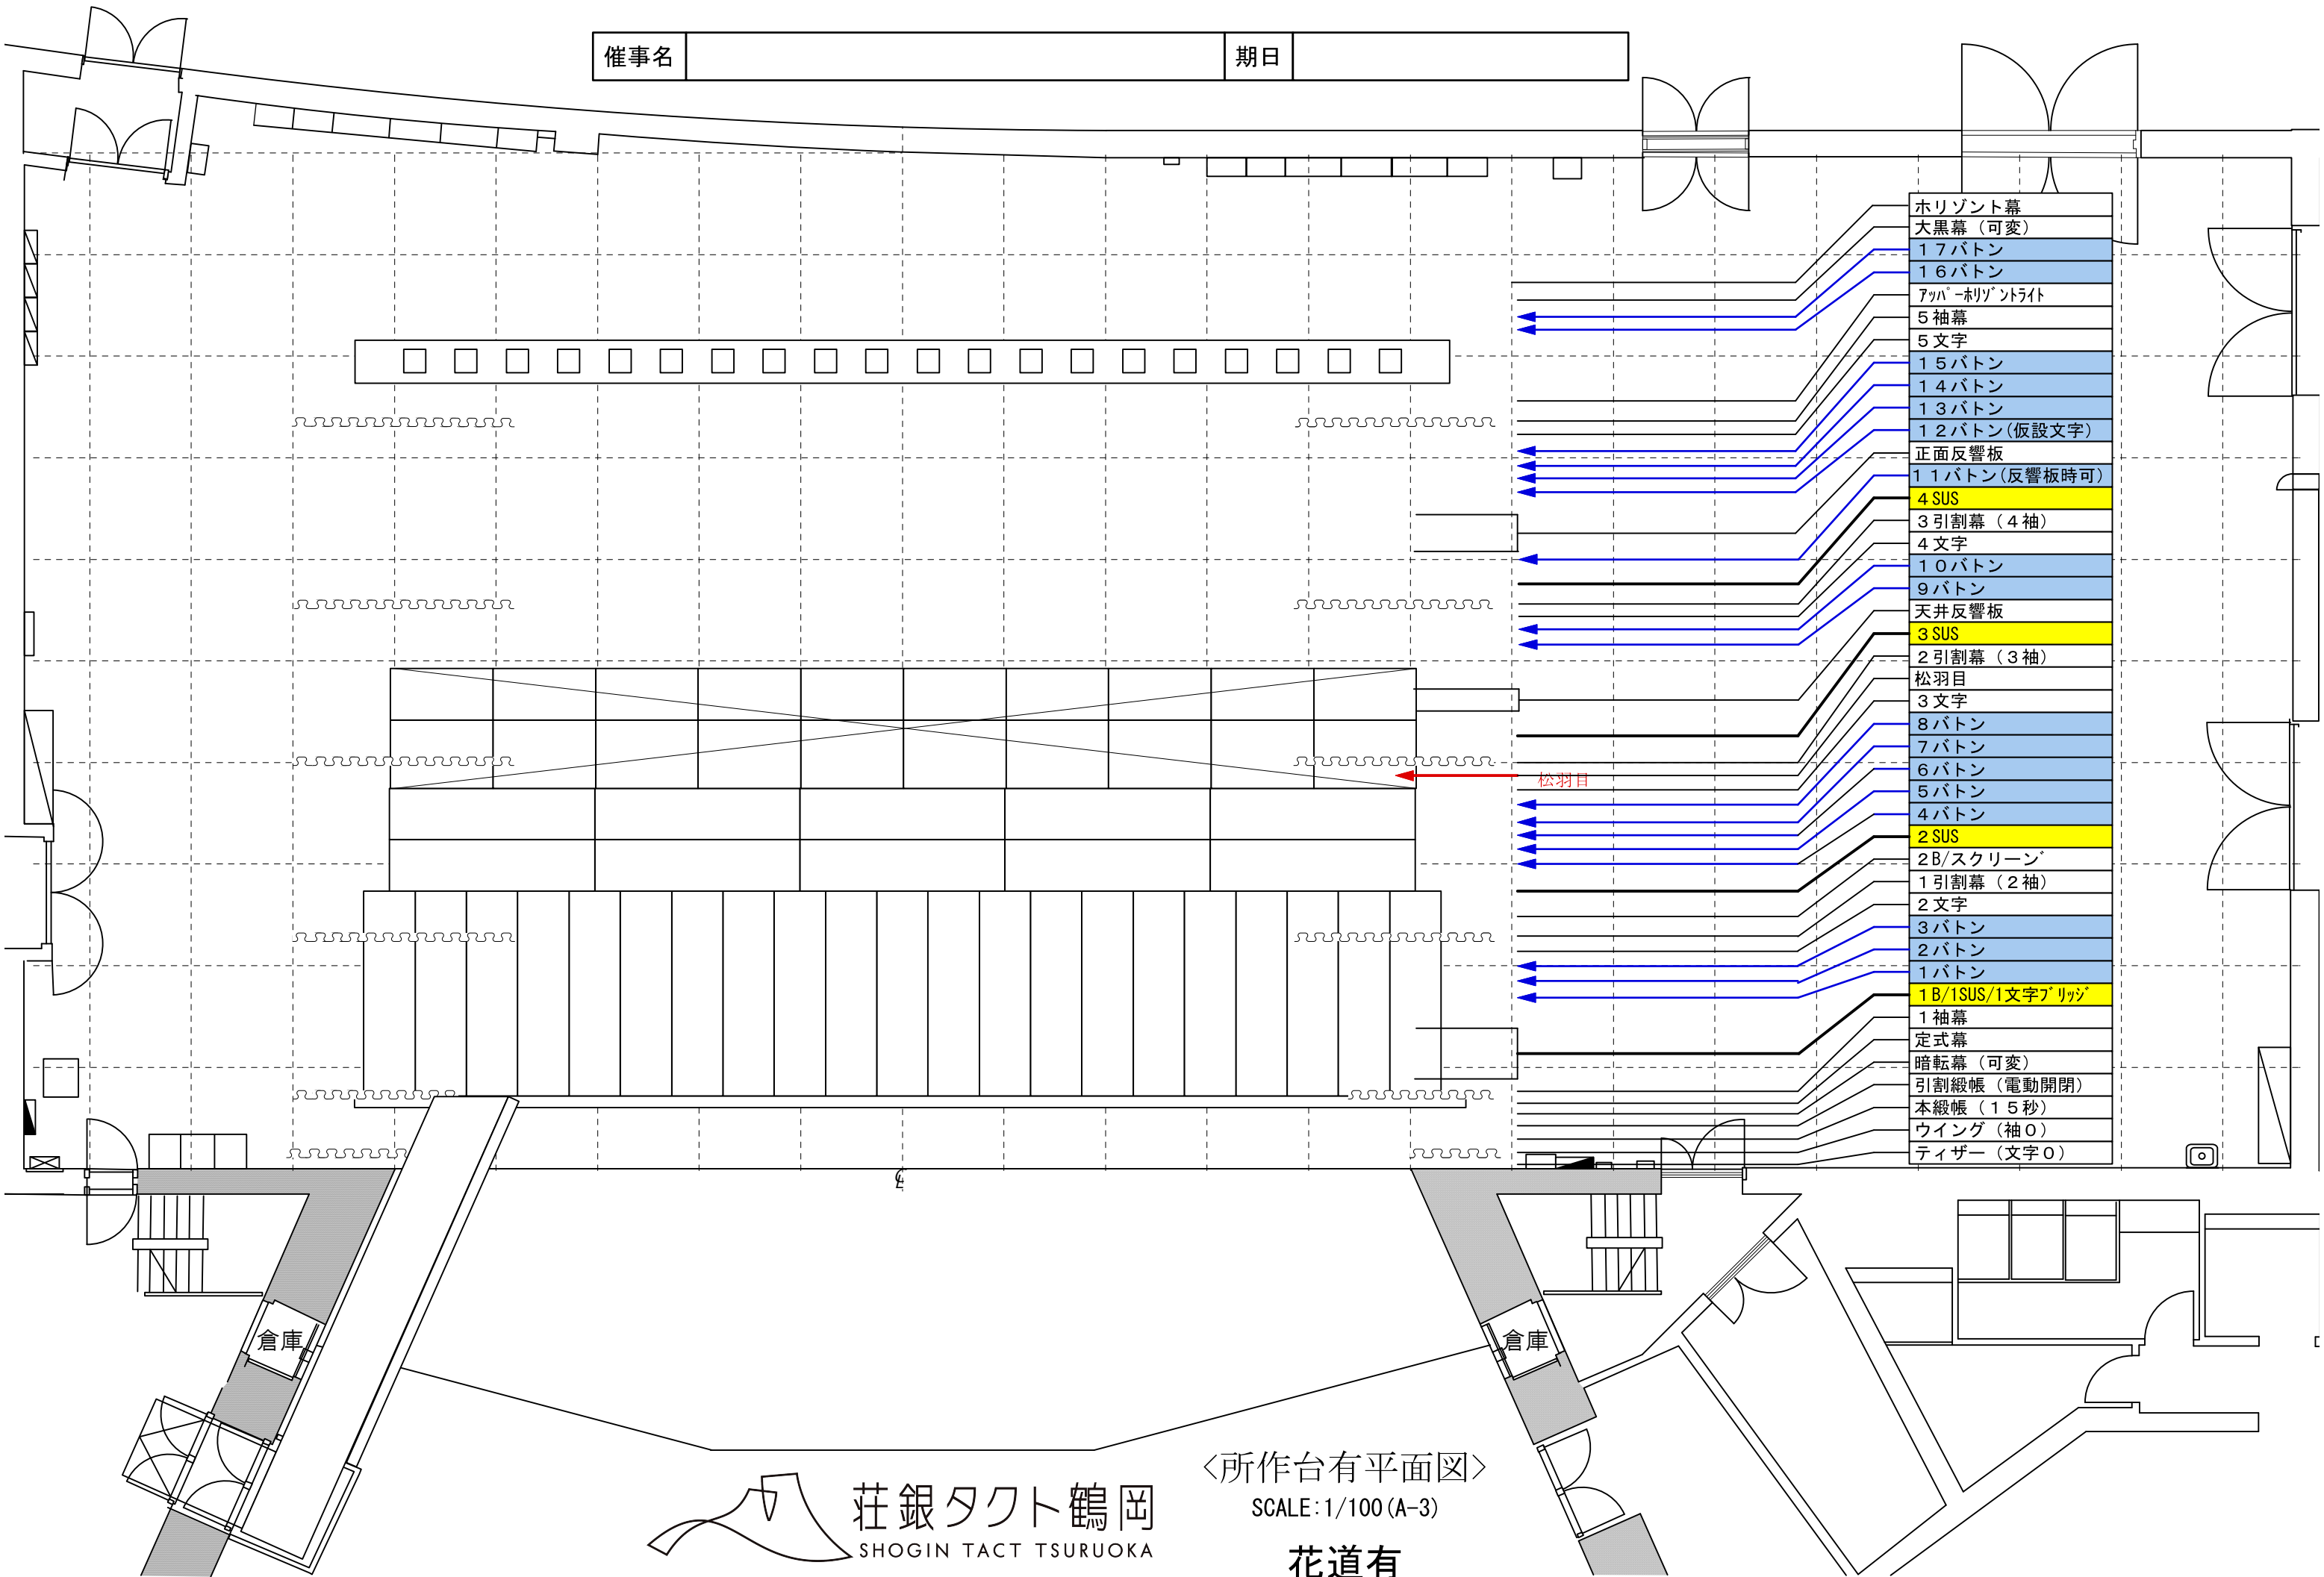 催事名
期日
ホリゾント幕
大黒幕（可変）
１７バトン
１６バトン
ｱｯﾊﾟｰﾎﾘｿﾞﾝﾄﾗｲﾄ
５袖幕
５文字
１５バトン
１４バトン
１３バトン
１２バトン(仮設文字)
正面反響板
１１バトン(反響板時可)
４SUS
３引割幕（４袖）
４文字
１０バトン
９バトン
天井反響板
３SUS
２引割幕（３袖）
松羽目
３文字
８バトン
７バトン
６バトン
５バトン
４バトン
２SUS
２B/スクリーン
１引割幕（２袖）
２文字
３バトン
２バトン
１バトン
１B/1SUS/1文字ﾌﾞﾘｯｼﾞ
１袖幕
定式幕
暗転幕（可変）
引割緞帳（電動開閉）
本緞帳（１５秒）
ウイング（袖０）
ティザー（文字０）
松羽目
℄
倉庫
倉庫
荘銀タクト鶴岡
SHOGIN TACT TSURUOKA
<所作台有平面図>
SCALE:1/100(A-3)
花道有